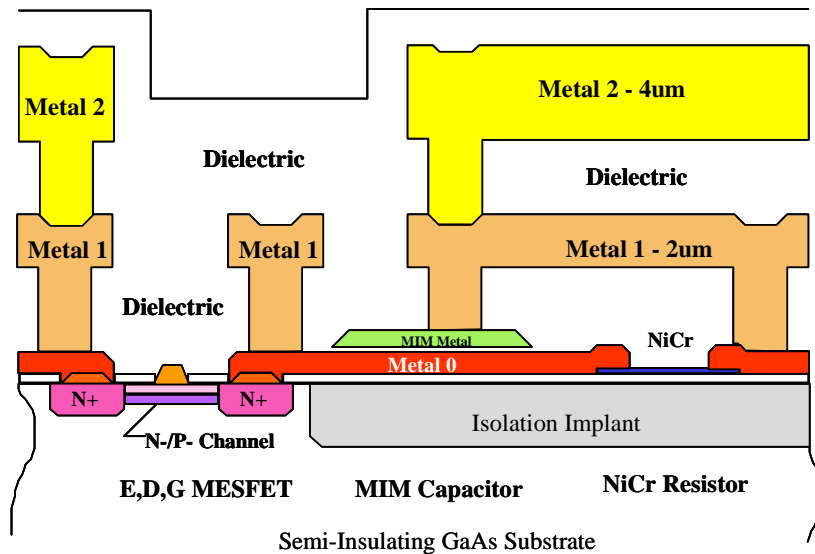 Metal 2
Metal 2 - 4um
Dielectric
Dielectric
Metal 1
Metal 1
Metal 1 - 2um
Dielectric
MIM Metal
NiCr
Metal 0
N+
N+
Isolation Implant
N-/P- Channel
E,D,G MESFET
MIM Capacitor
NiCr Resistor
Semi-Insulating GaAs Substrate